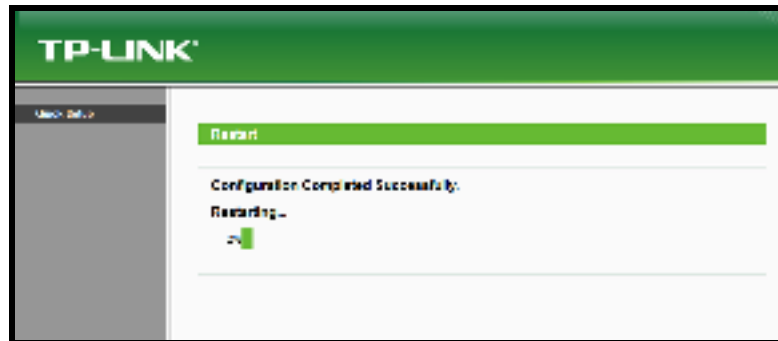 TP-LINK
Quick Setup
Restart
Configuration Completed Successfully.
Restarting...